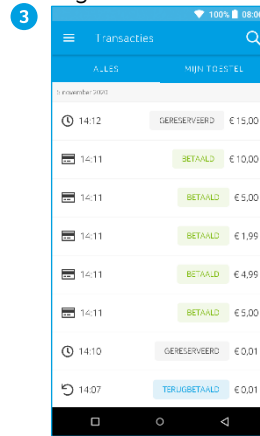 3
100% 08:00
Transacties
ALLES MIJN TOESTEL
5 november 2020
14:12 GERESERVEERD € 15,00
14:11 BETAALD € 10,00
14:11 BETAALD € 5,00
14:11 BETAALD € 1,99
14:11 BETAALD € 4,99
14:11 BETAALD € 5,00
14:10 GERESERVEERD € 0,01
14:07 TERUGBETAALD € 0,01